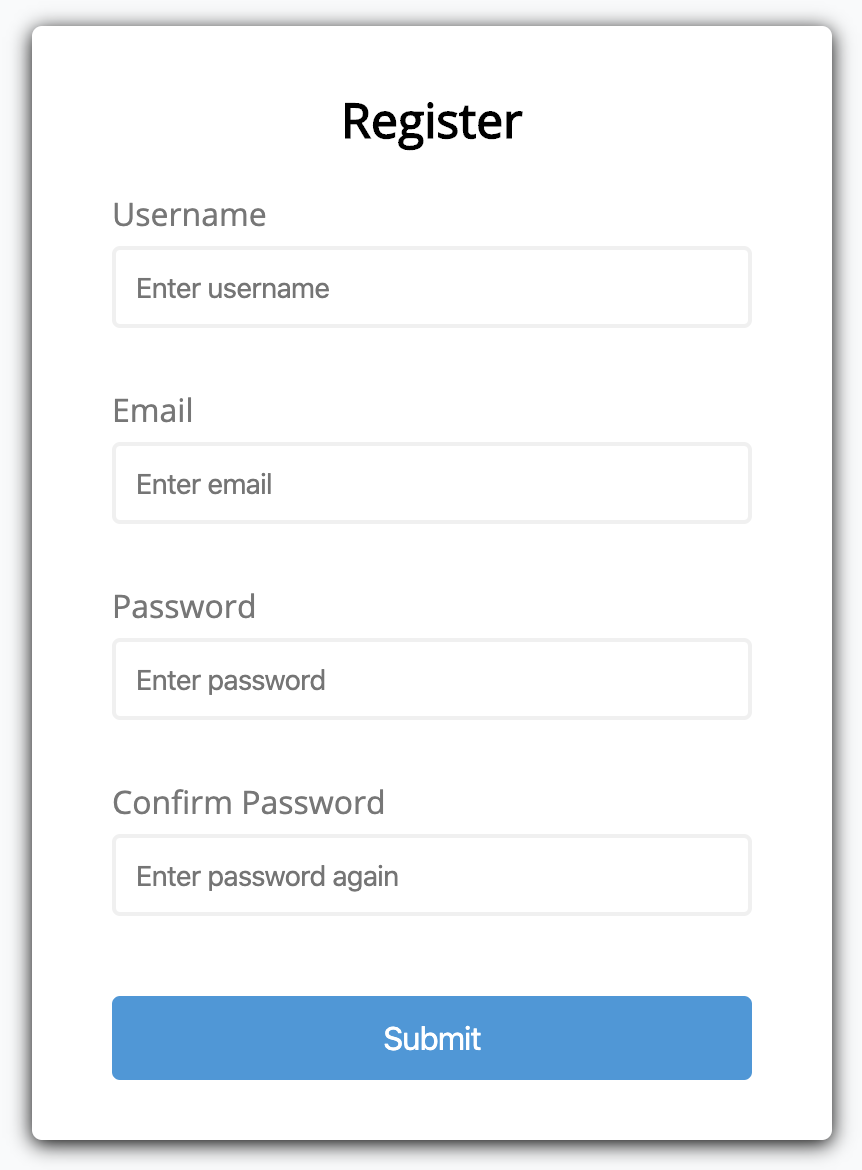 Register
Username
Enter username
Email
Enter email
Password
Enter password
Confirm Password
Enter password again
Submit